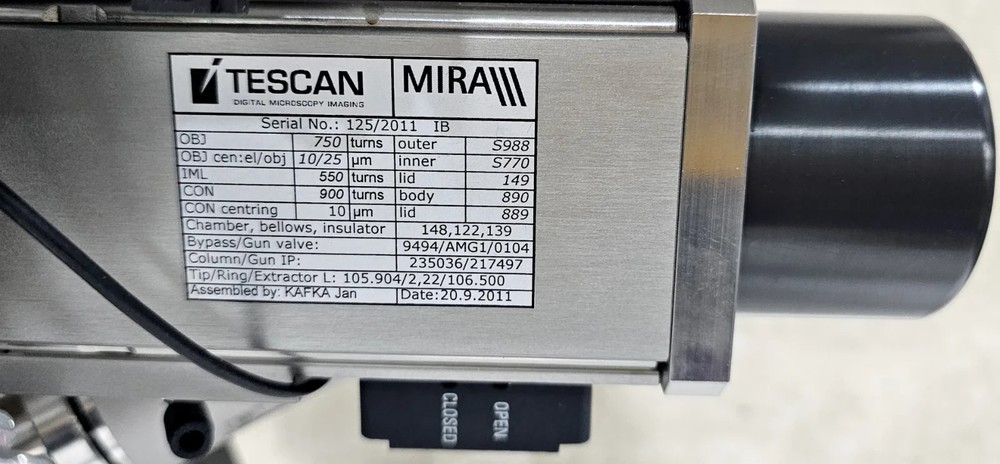 TESCAN MIRA
DIGITAL MICROSCOPY IMAGING
Serial No.: 125/2011 IB
OBJ 750 turns outer S988
OBJ cen:el/obj 10/25 µm inner S770
IML 550 turns lid 149
CON 900 turns body 890
CON centring 10 µm lid 889
Chamber, bellows, insulator 148,122,139
Bypass/Gun valve: 9494/AMG1/0104
Column/Gun IP: 235036/217497
Tip/Ring/Extractor L: 105.904/2,22/106.500
Assembled by: KAFKA Jan Date:20.9.2011
CLOSED
OPEN